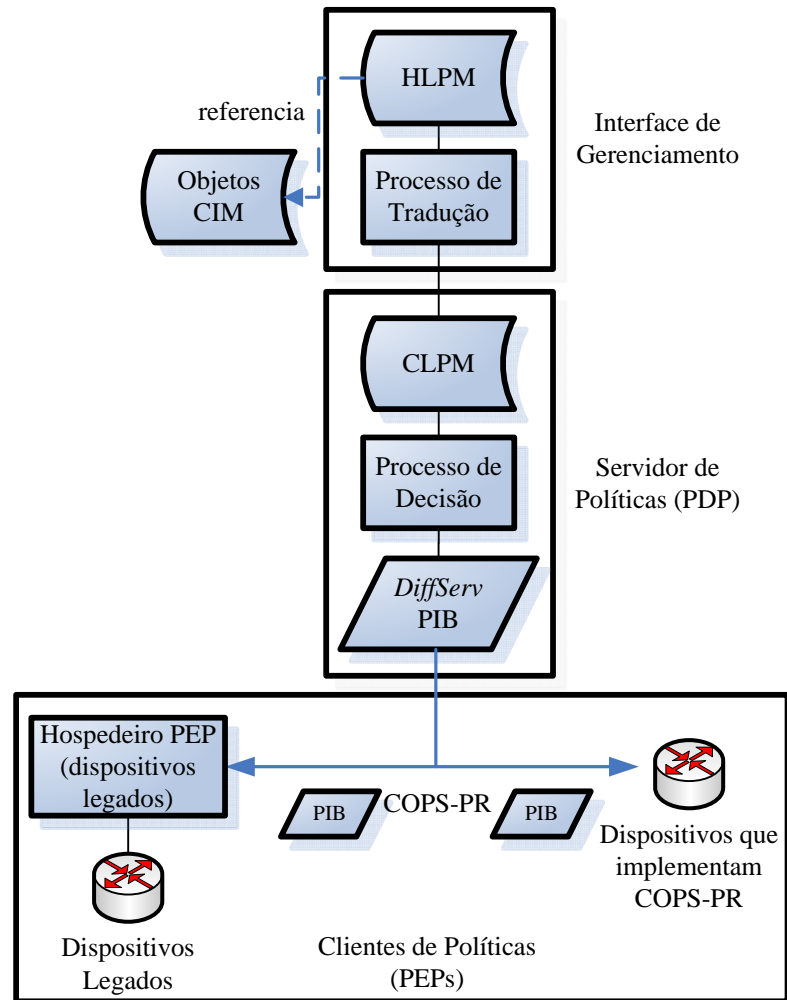 HLPM
referencia
Interface de
Gerenciamento
Objetos
CIM
Processo de
Tradução
CLPM
Processo de
Decisão
Servidor de
Políticas (PDP)
DiffServ
PIB
Hospedeiro PEP
(dispositivos
legados)
PIB
COPS-PR
PIB
Dispositivos que
implementam
COPS-PR
Dispositivos
Legados
Clientes de Políticas
(PEPs)